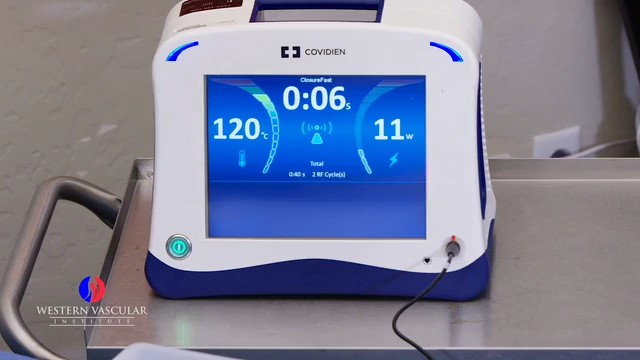 COVIDIEN
ClosureFast
0:06s
120°C
11w
Total
0:40 s 2 RF Cycle(s)
WESTERN VASCULAR
INSTITUTE